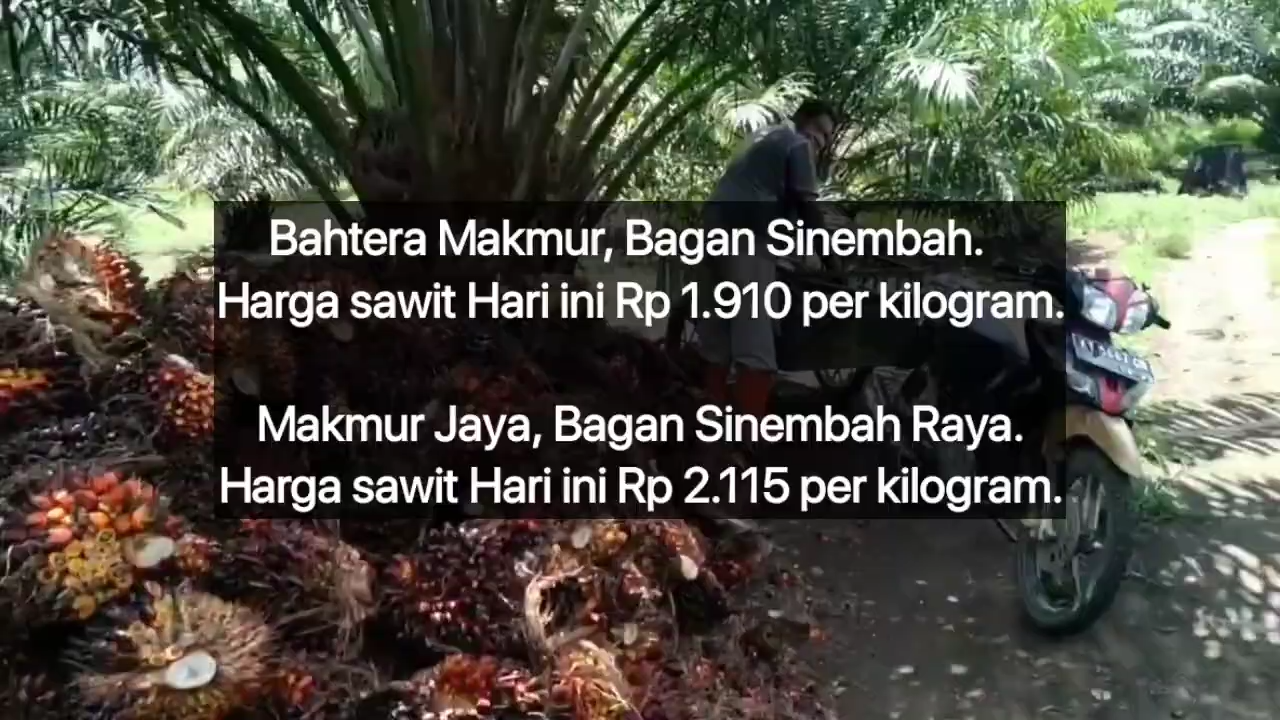 Bahtera Makmur, Bagan Sinembah.
Harga sawit Hari ini Rp 1.910 per kilogram.
Makmur Jaya, Bagan Sinembah Raya.
Harga sawit Hari ini Rp 2.115 per kilogram.